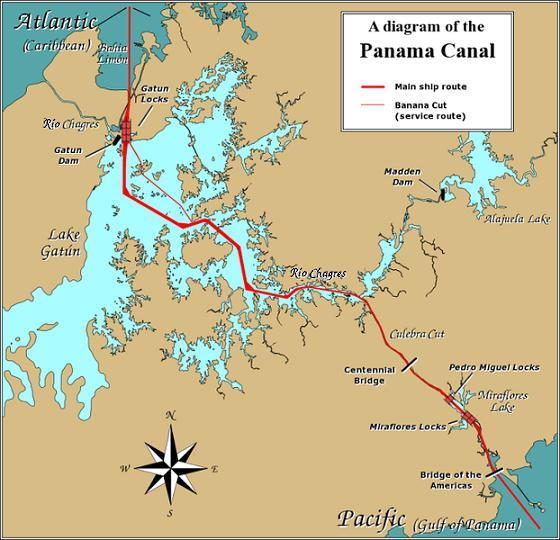 A diagram of the
Panama Canal
Main ship route
Banana Cut
(service route)
Atlantic
(Caribbean)
Bahia
Limon
Gatun
Locks
Rio Chagres
Gatun
Dam
Madden
Dam
Alajuela Lake
Lake
Gatún
Rio Chagres
Culebra Cut
Centennial
Bridge
Pedro Miguel Locks
Miraflores
Lake
Miraflores Locks
N
W
E
S
Bridge of the
Americas
Pacific (Gulf of Panama)